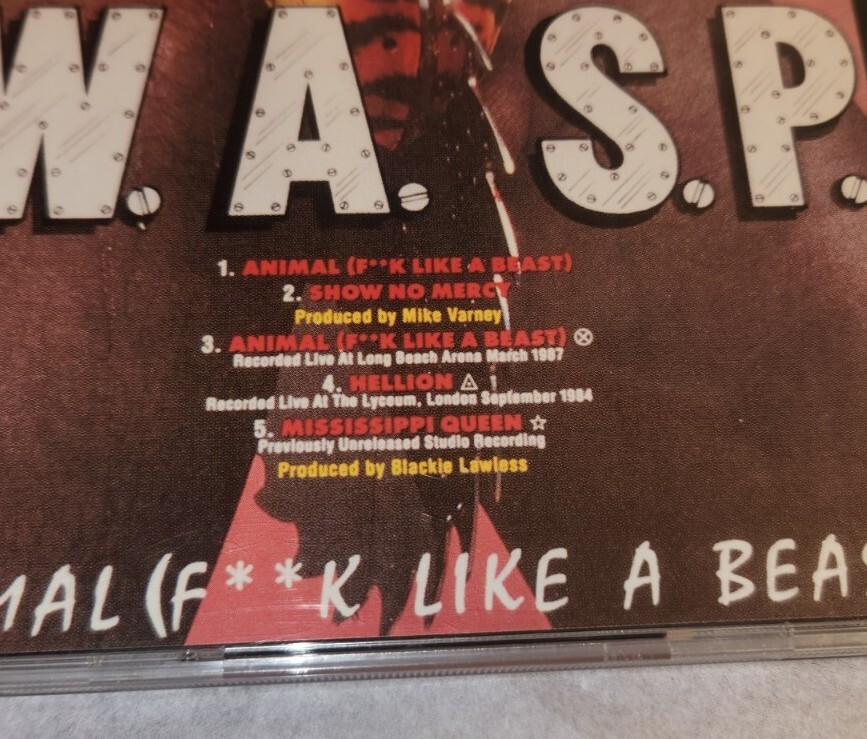 W.A.S.P.
1. ANIMAL (F**K LIKE A BEAST)
2. SHOW NO MERCY
Produced by Mike Varney
3. ANIMAL (F**K LIKE A BEAST) ⊗
Recorded Live At Long Beach Arena March 1987
4. HELLION △ †
Recorded Live At The Lyceum, London September 1984
5. MISSISSIPPI QUEEN ☆
Previously Unreleased Studio Recording
Produced by Blackie Lawless
MAL (F**K LIKE A BEAS